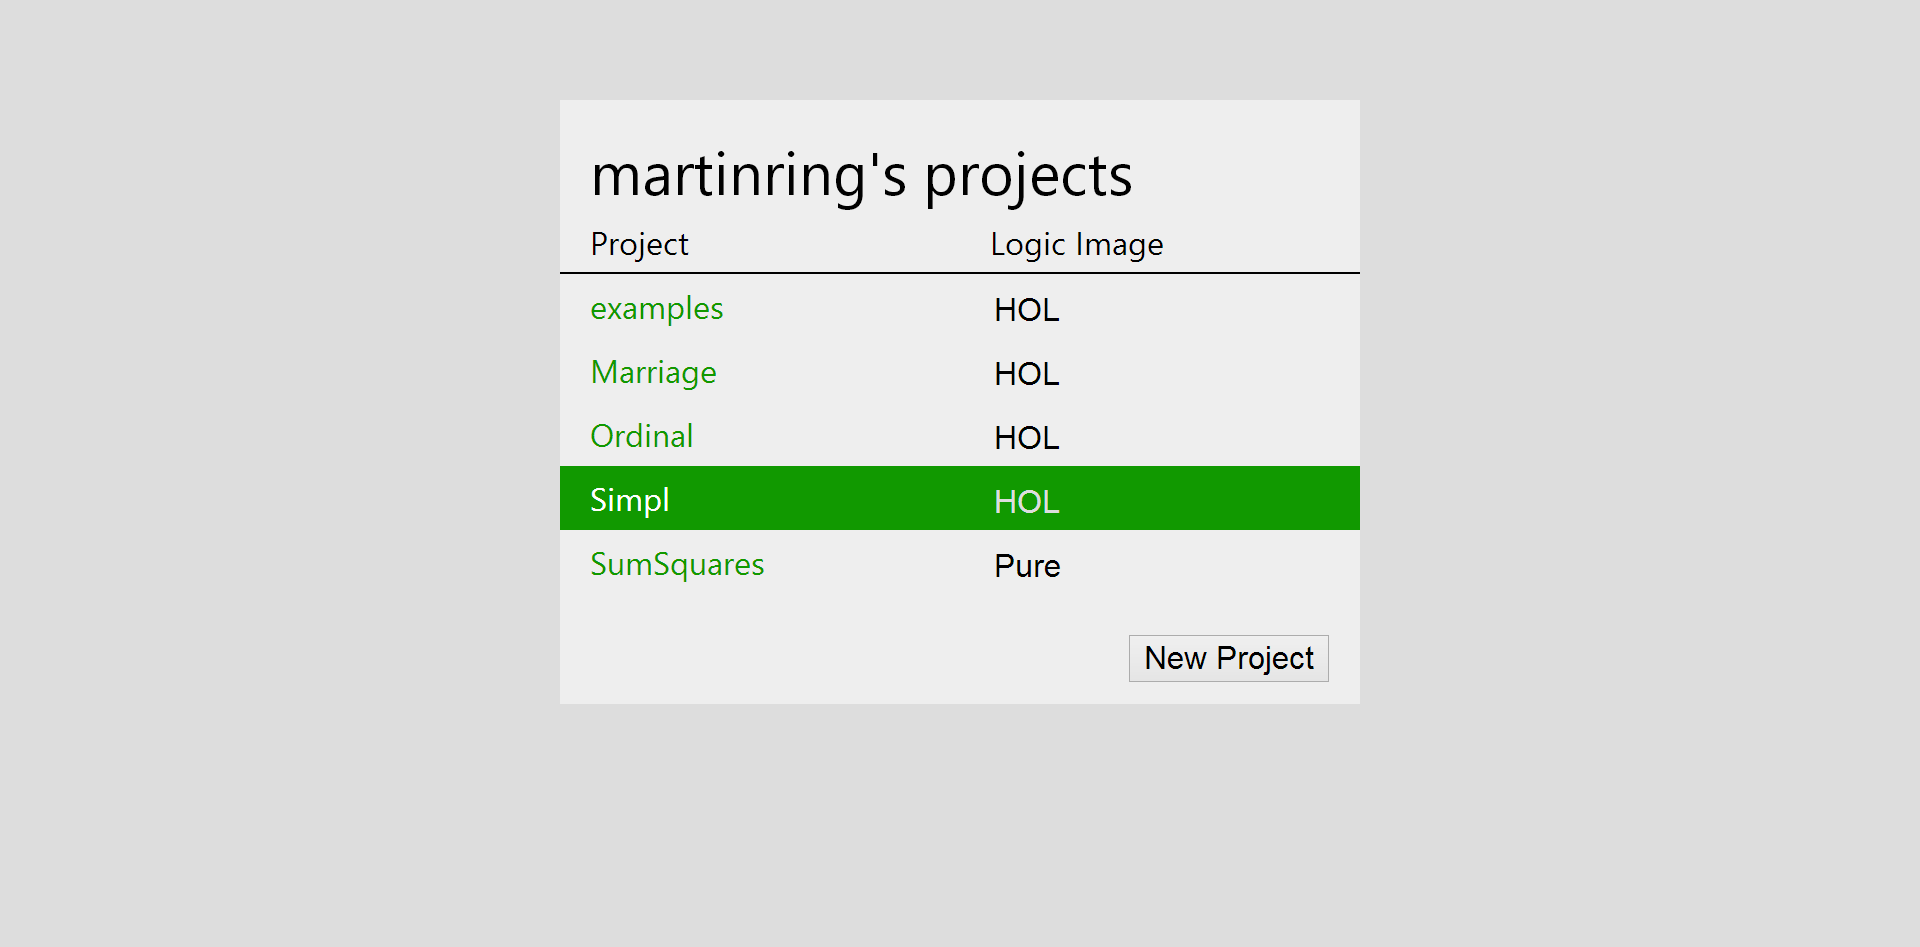 martinring's projects
Project Logic Image
examples HOL
Marriage HOL
Ordinal HOL
Simpl HOL
SumSquares Pure
New Project